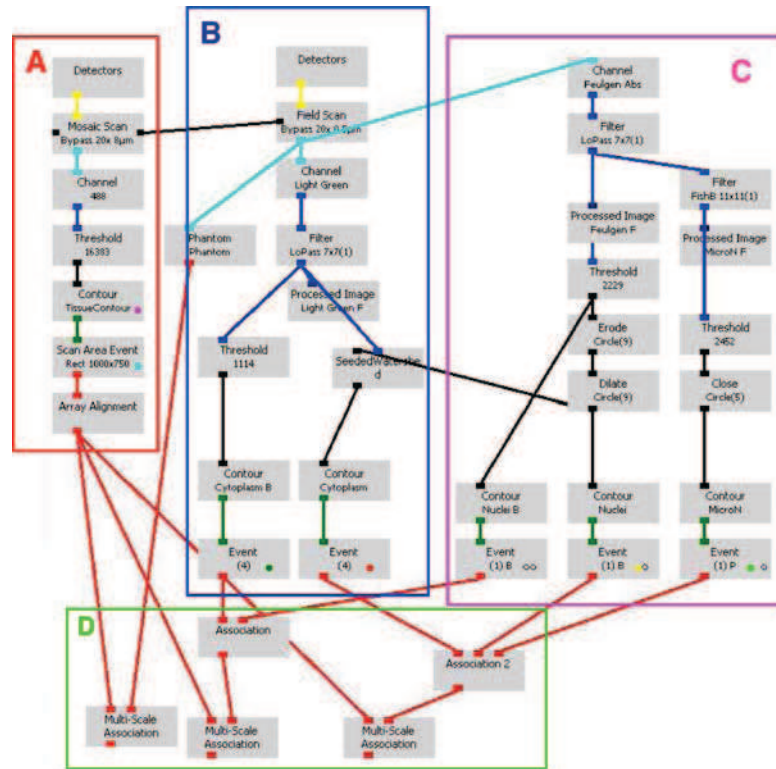 A
Detectors
Mosaic Scan
Bypass 20x 8µm
Channel
488
Threshold
16383
Contour
TissueContour
Scan Area Event
Rect 1000x750
Array Alignment
B
Detectors
Field Scan
Bypass 20x 0.5µm
Channel
Light Green
Phantom
Phantom
Filter
LoPass 7x7(1)
Processed Image
Light Green F
Threshold
1114
SeededWatershe
d
Contour
Cytoplasm B
Contour
Cytoplasm
Event
(4)
Event
(4)
C
Channel
Feulgen Abs
Filter
LoPass 7x7(1)
Filter
FishB 11x11(1)
Processed Image
Feulgen F
Processed Image
MicroN F
Threshold
2229
Erode
Circle(9)
Threshold
2452
Dilate
Circle(9)
Close
Circle(5)
Contour
Nuclei B
Contour
Nuclei
Contour
MicroN
Event
(1) B
Event
(1) B
Event
(1) P
D
Association
Association 2
Multi-Scale
Association
Multi-Scale
Association
Multi-Scale
Association